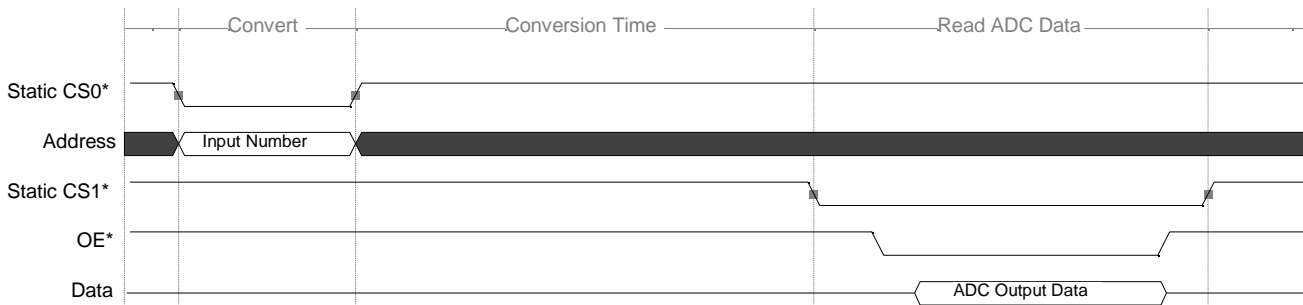 Convert Conversion Time Read ADC Data
Static CS0*
Address Input Number
Static CS1*
OE*
Data ADC Output Data